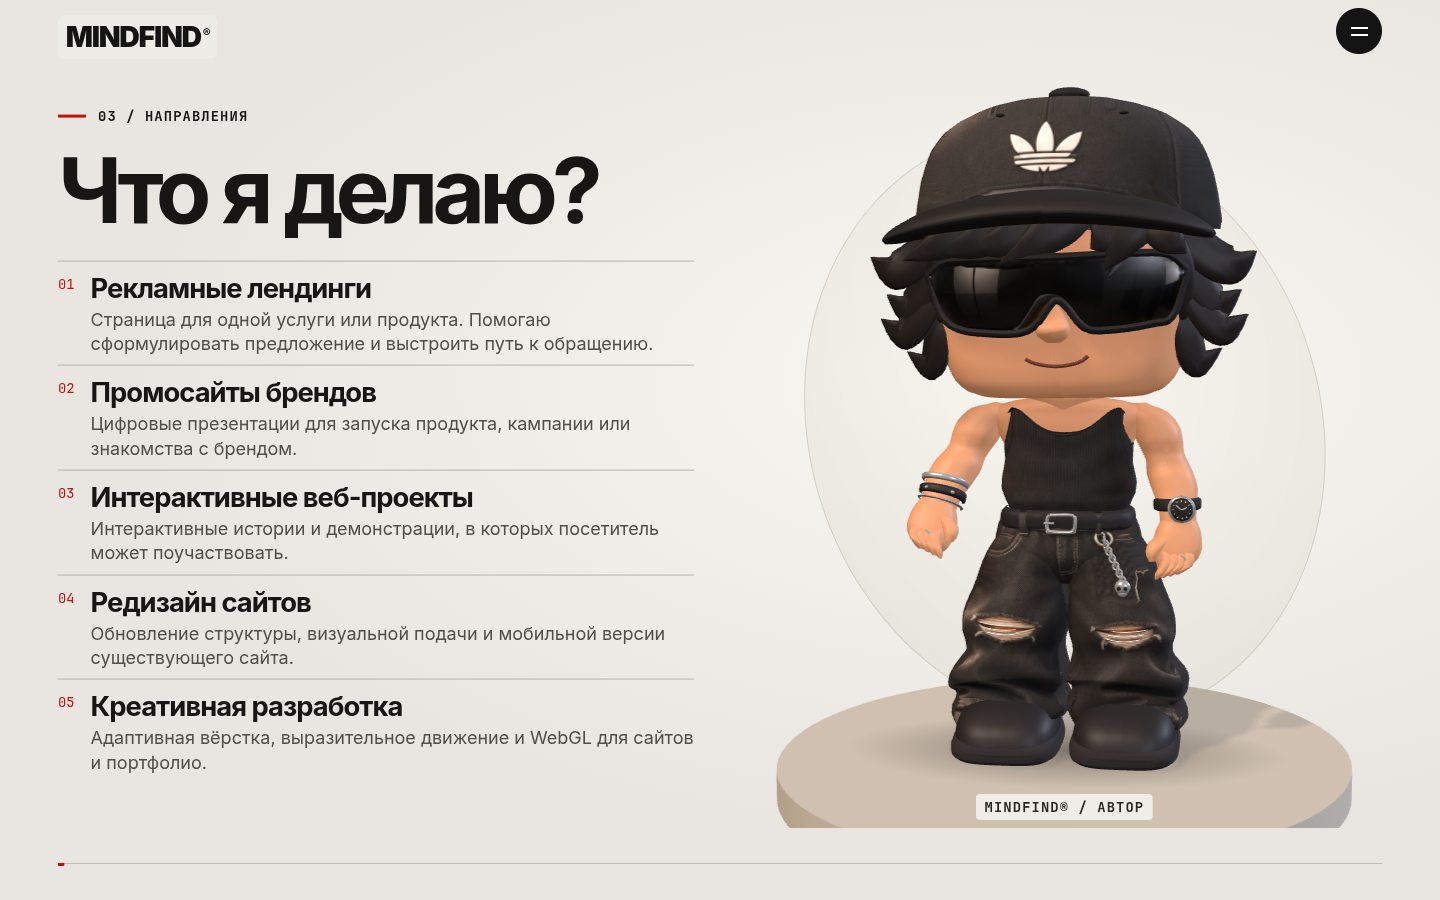 MINDFIND®
03 / НАПРАВЛЕНИЯ
Что я делаю?
01 Рекламные лендинги
Страница для одной услуги или продукта. Помогаю
сформулировать предложение и выстроить путь к обращению.
02 Промосайты брендов
Цифровые презентации для запуска продукта, кампании или
знакомства с брендом.
03 Интерактивные веб-проекты
Интерактивные истории и демонстрации, в которых посетитель
может поучаствовать.
04 Редизайн сайтов
Обновление структуры, визуальной подачи и мобильной версии
существующего сайта.
05 Креативная разработка
Адаптивная вёрстка, выразительное движение и WebGL для сайтов
и портфолио.
MINDFIND® / АВТОР